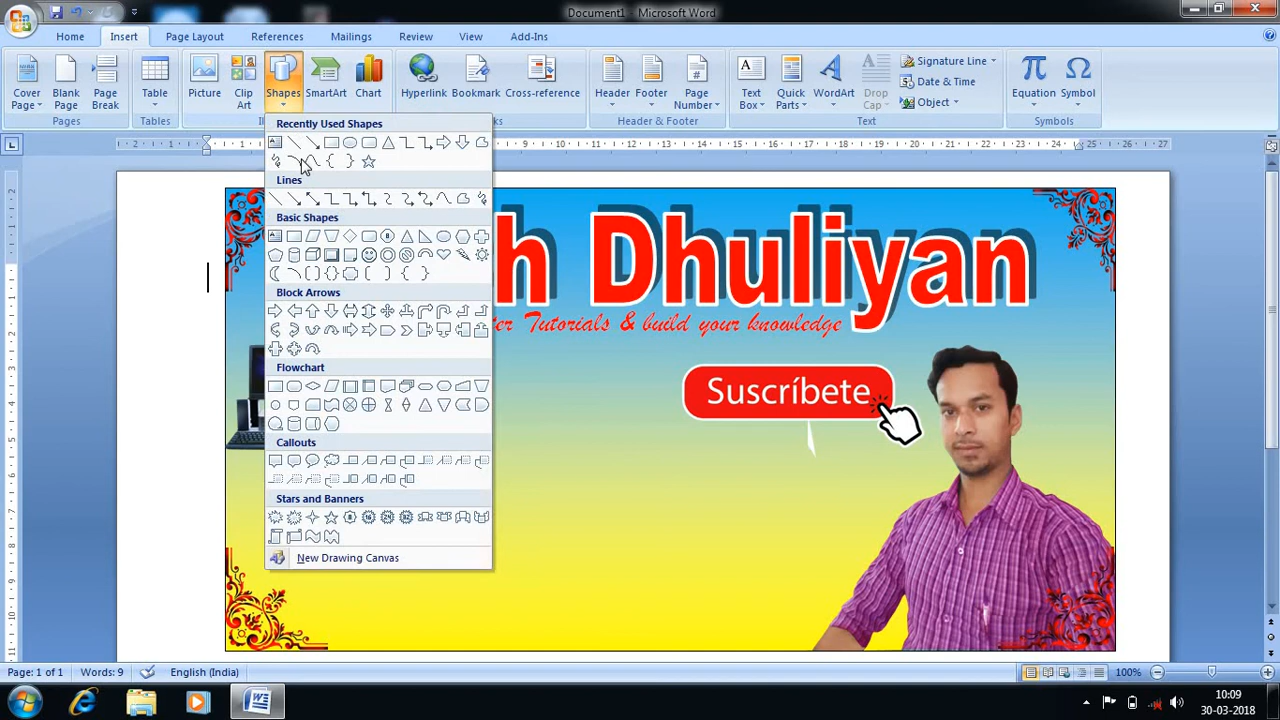 Document1 - Microsoft Word
Home Insert Page Layout References Mailings Review View Add-Ins
Cover Page Blank Page Page Break Table Picture Clip Art Shapes SmartArt Chart Hyperlink Bookmark Cross-reference Header Footer Page Number Text Box Quick Parts WordArt Drop Cap Signature Line Date & Time Object Equation Symbol
Pages Tables Header & Footer Text Symbols
Recently Used Shapes
Lines
Basic Shapes
Block Arrows
Flowchart
Callouts
Stars and Banners
New Drawing Canvas
h Dhuliyan
ter Tutorials & build your knowledge
Suscríbete
Page: 1 of 1 Words: 9 English (India) 100%
10:09
30-03-2018